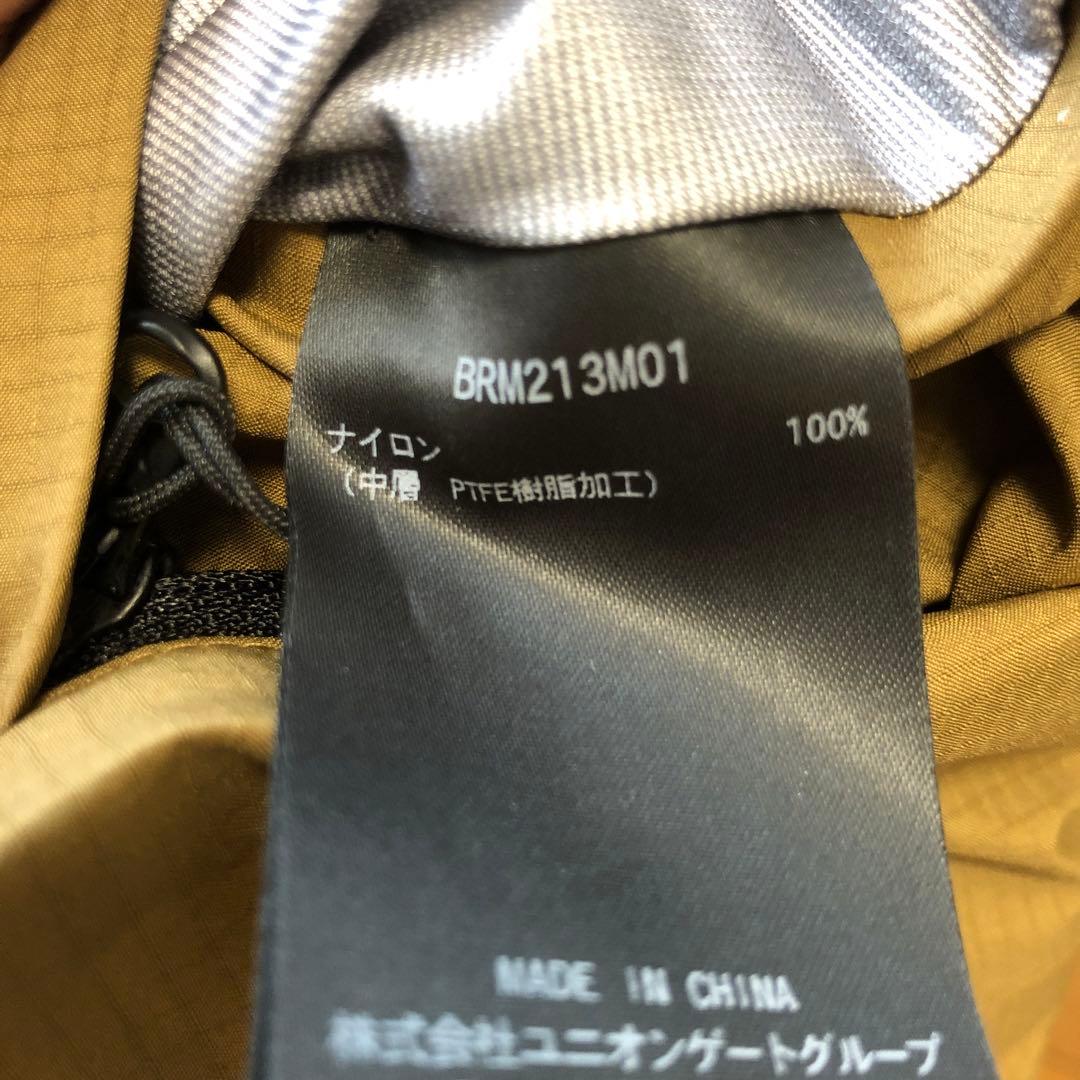 BRM213M01
ナイロン 100%
（中層 PTFE樹脂加工）
MADE IN CHINA
株式会社ユニオンゲートグループ